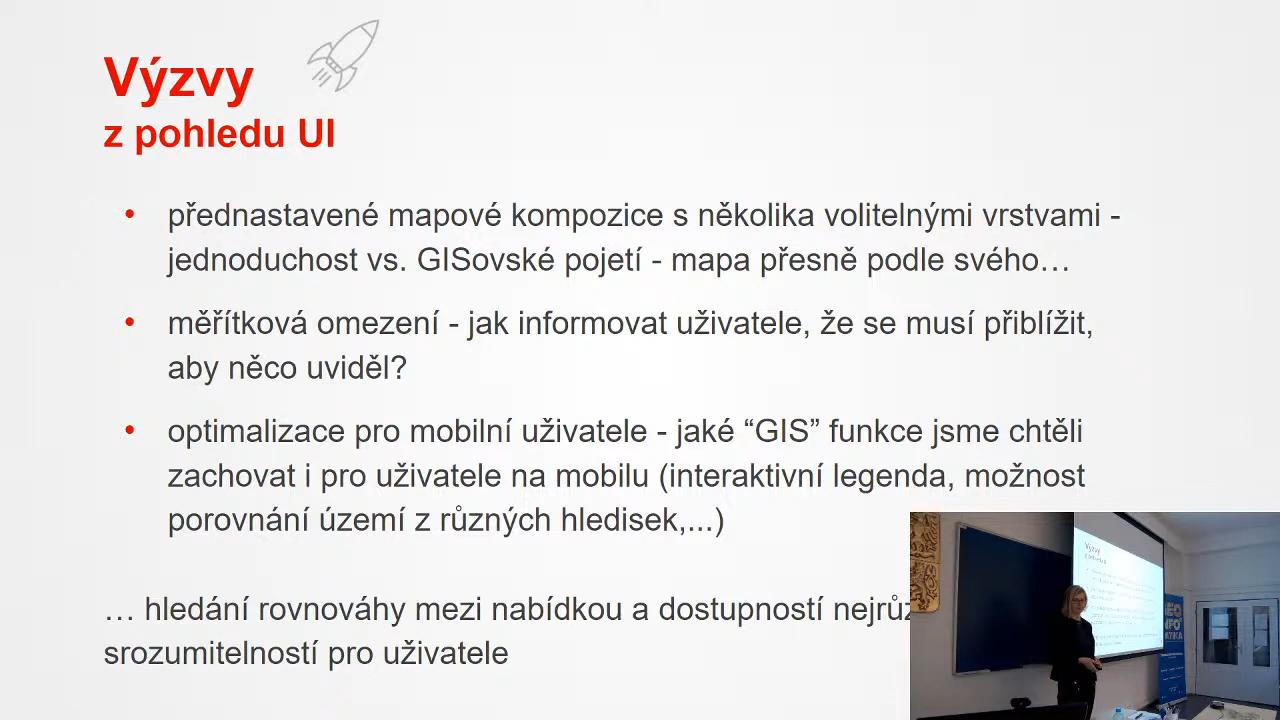 Výzvy
z pohledu UI
přednastavené mapové kompozice s několika volitelnými vrstvami -
jednoduchost vs. GISovské pojetí - mapa přesně podle svého…
měřítková omezení - jak informovat uživatele, že se musí přiblížit,
aby něco uviděl?
optimalizace pro mobilní uživatele - jaké “GIS” funkce jsme chtěli
zachovat i pro uživatele na mobilu (interaktivní legenda, možnost
porovnání území z různých hledisek,...)
… hledání rovnováhy mezi nabídkou a dostupností
srozumitelností pro uživatele
Výzvy